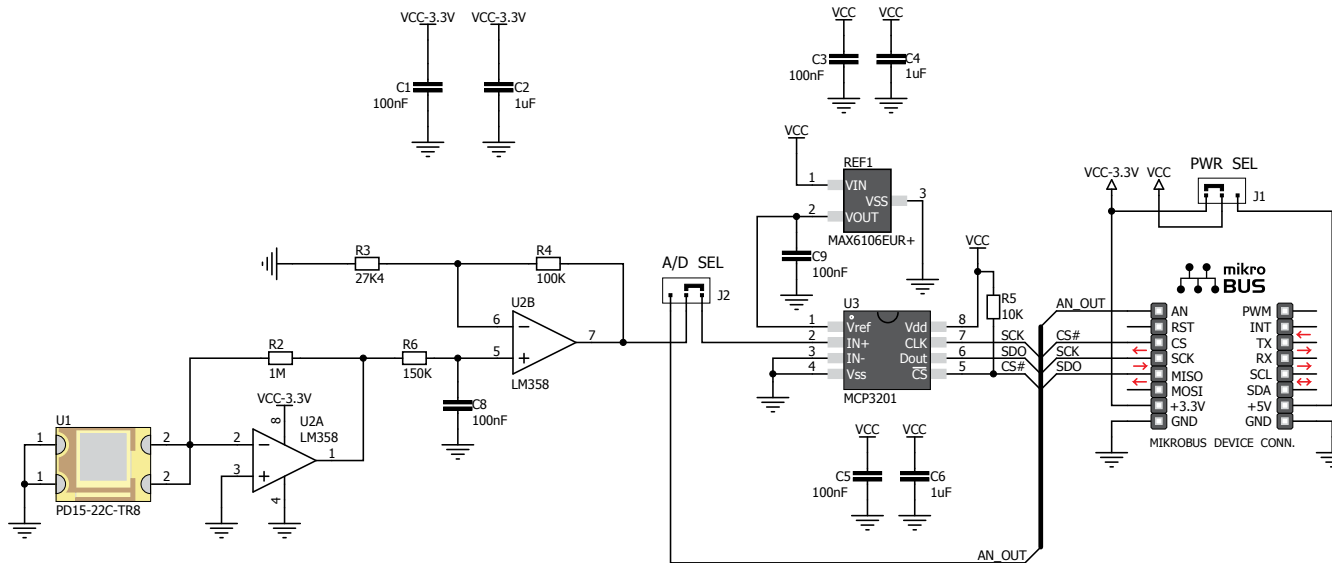 VCC-3.3V VCC-3.3V
C1
100nF
C2
1uF
VCC VCC
C3
100nF
C4
1uF
VCC
REF1
1 VIN
VSS 3
2 VOUT
MAX6106EUR+
C9
100nF
VCC
R5
10K
VCC-3.3V VCC
PWR SEL
J1
mikro
BUS
R3
27K4
R4
100K
A/D SEL
J2
U2B
6
7
5
LM358
U3
1 Vref Vdd 8
2 IN+ CLK 7 SCK
3 IN- Dout 6 SDO
4 Vss CS 5 CS#
MCP3201
AN_OUT AN PWM
RST INT
CS# CS TX
SCK SCK RX
SDO MISO SCL
MOSI SDA
+3.3V +5V
GND GND
MIKROBUS DEVICE CONN.
R2
1M
R6
150K
C8
100nF
VCC-3.3V
8
U2A
LM358
2
1
3
4
U1
1 2
1 2
PD15-22C-TR8
VCC VCC
C5
100nF
C6
1uF
AN_OUT